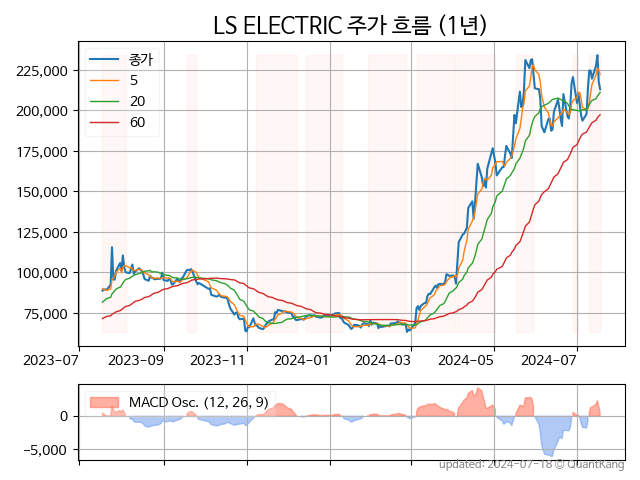 LS ELECTRIC 주가 흐름 (1년)
종가
5
20
60
225,000
200,000
175,000
150,000
125,000
100,000
75,000
2023-07 2023-09 2023-11 2024-01 2024-03 2024-05 2024-07
MACD Osc. (12, 26, 9)
0
−5,000
updated: 2024-07-18 © QuantKang